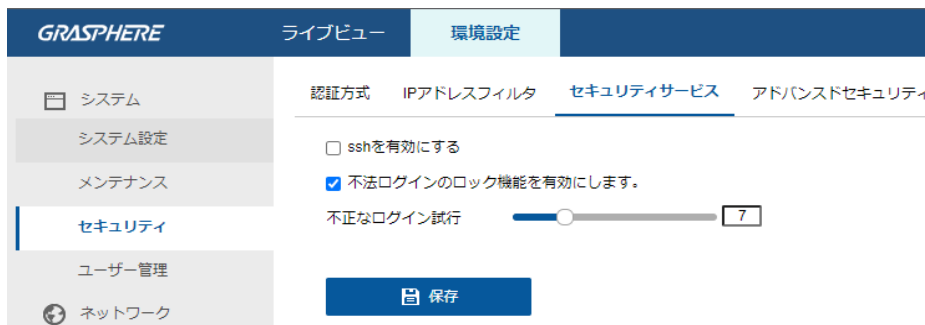 GRASPHERE ライブビュー 環境設定
システム
システム設定
メンテナンス
セキュリティ
ユーザー管理
ネットワーク
認証方式 IPアドレスフィルタ セキュリティサービス アドバンスドセキュリティ
sshを有効にする
不法ログインのロック機能を有効にします。
不正なログイン試行 7
保存